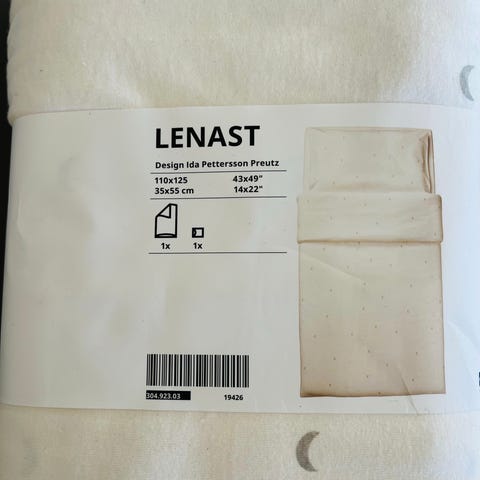 LENAST
Design Ida Pettersson Preutz
110x125 43x49"
35x55 cm 14x22"
1x 1x
304.923.03 19426